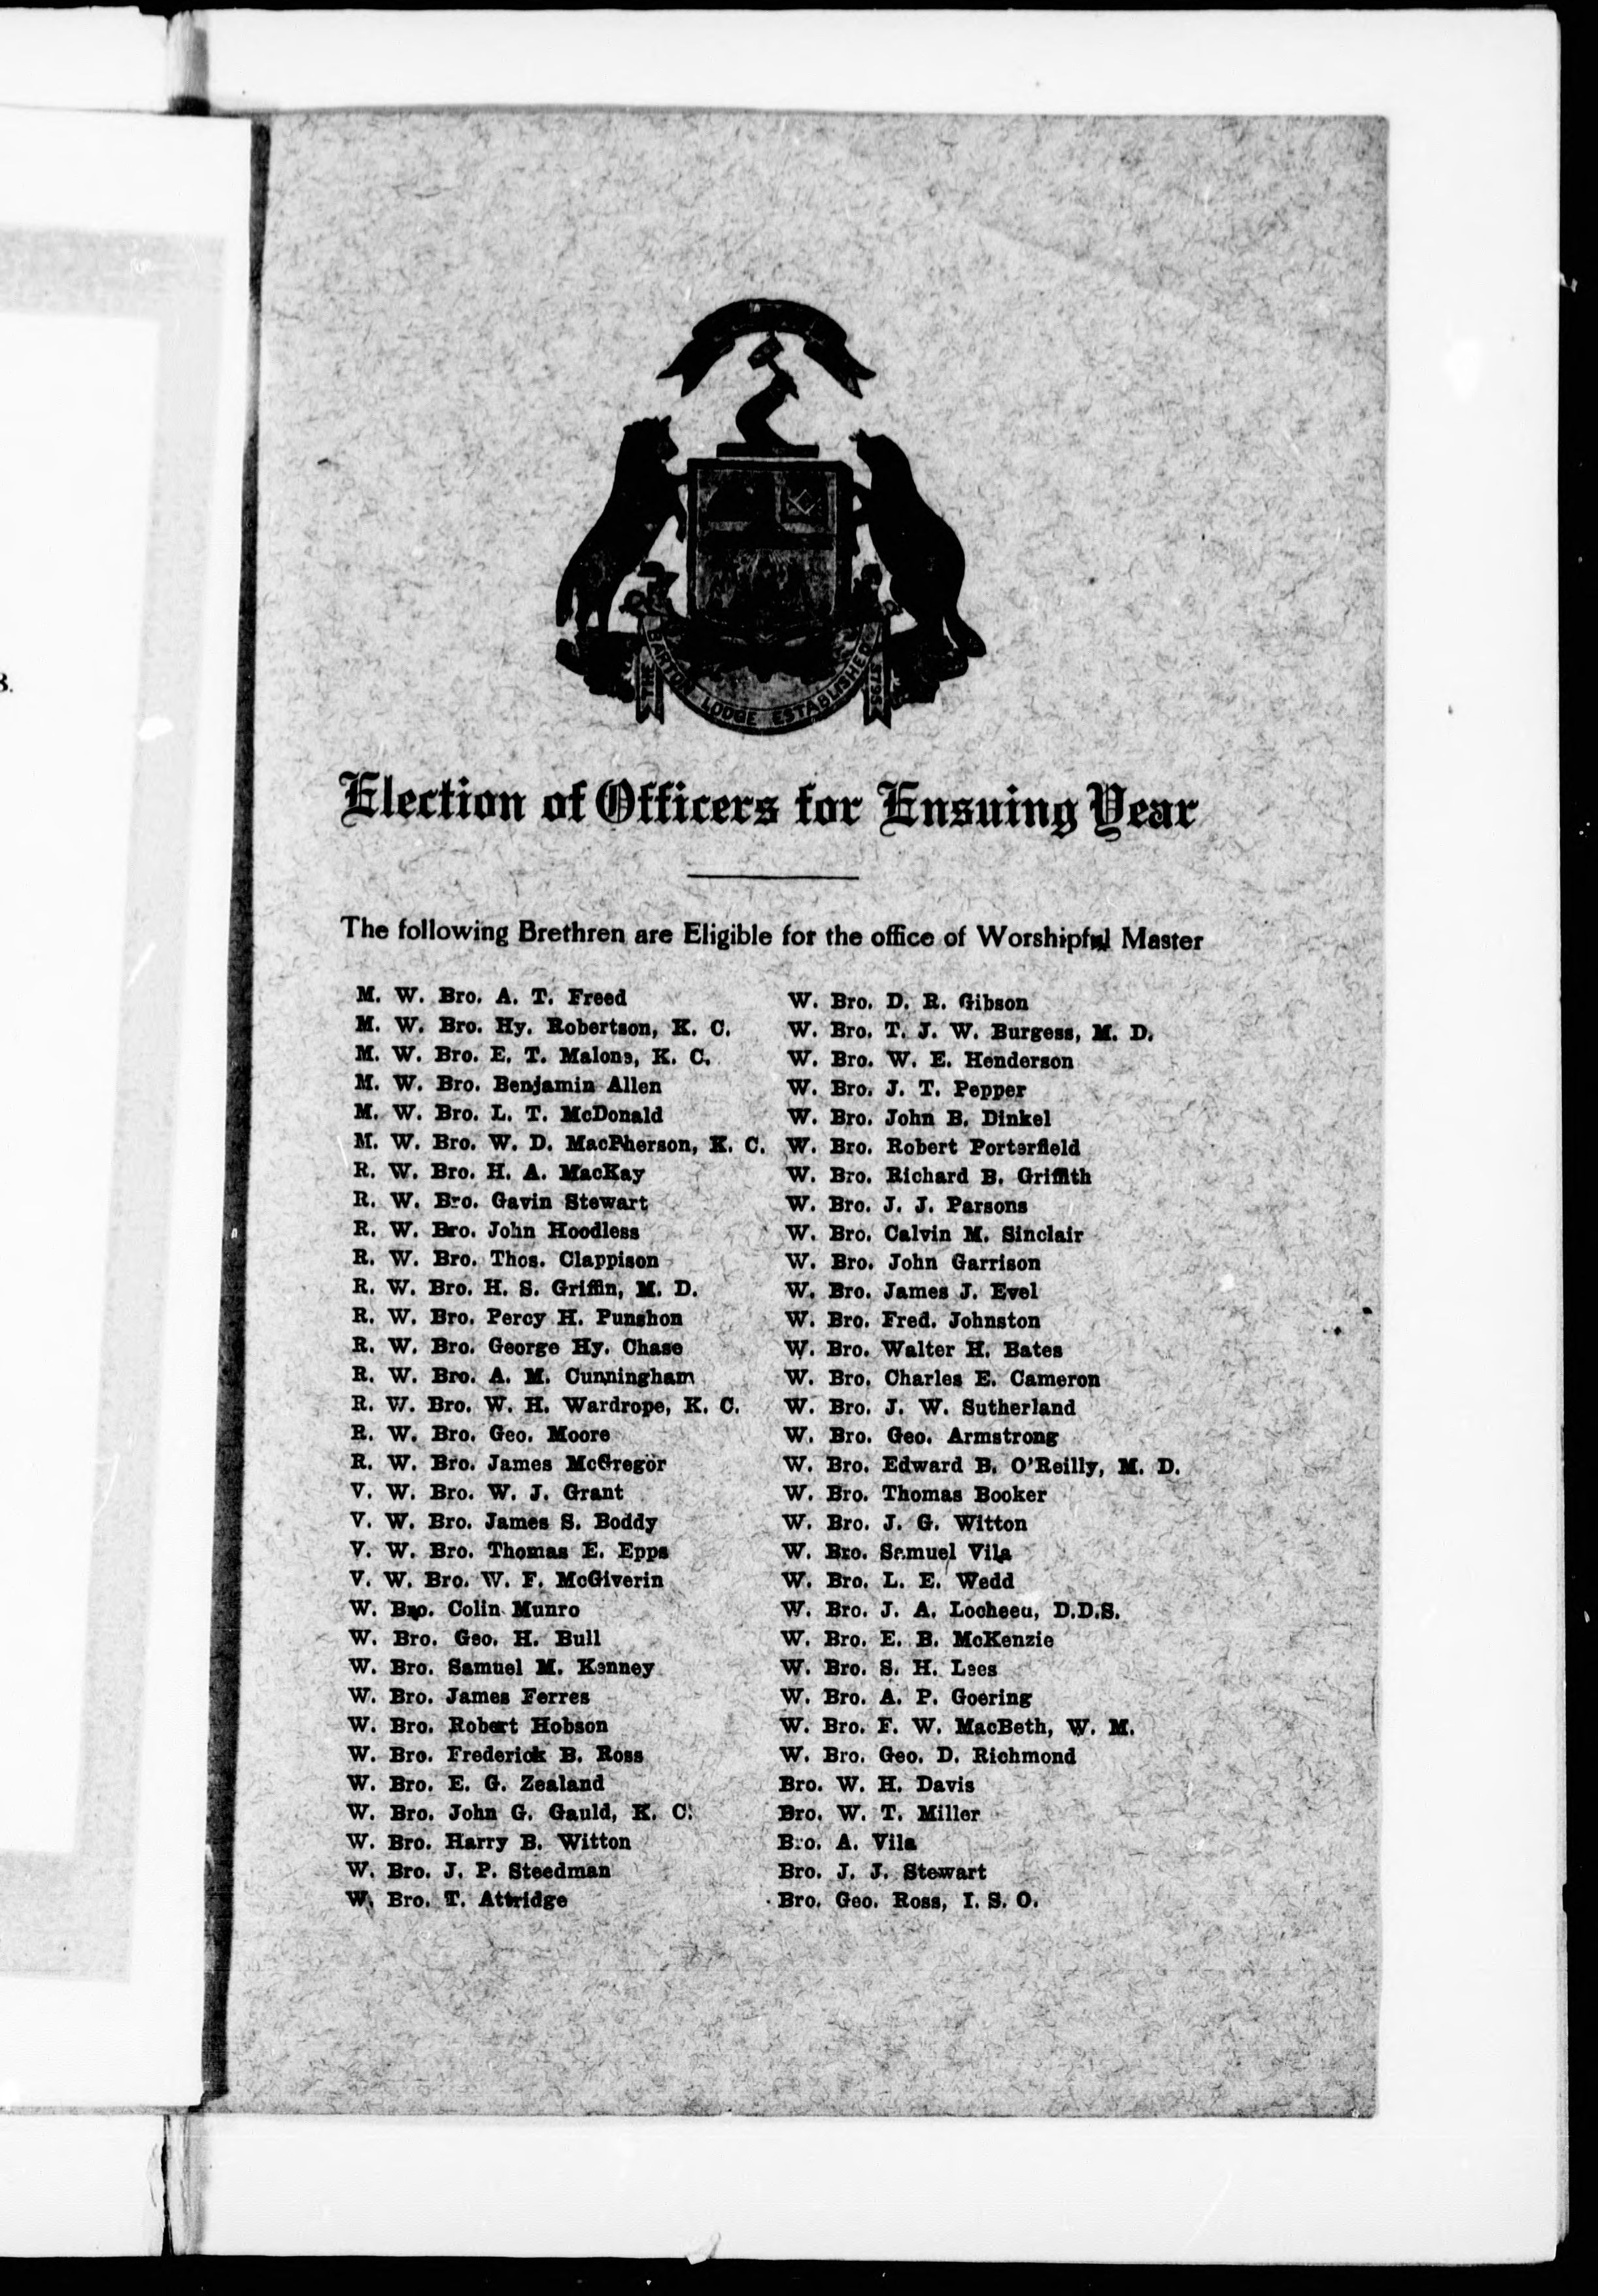 THE BARTON LODGE ESTABLISHED 1795
Election of Officers for Ensuing Year
The following Brethren are Eligible for the office of Worshipful Master
M. W. Bro. A. T. Freed
M. W. Bro. Hy. Robertson, K. C.
M. W. Bro. E. T. Malone, K. C.
M. W. Bro. Benjamin Allen
M. W. Bro. L. T. McDonald
M. W. Bro. W. D. MacPherson, K. C.
R. W. Bro. H. A. MacKay
R. W. Bro. Gavin Stewart
R. W. Bro. John Hoodless
R. W. Bro. Thos. Clappison
R. W. Bro. H. S. Griffin, M. D.
R. W. Bro. Percy H. Punshon
R. W. Bro. George Hy. Chase
R. W. Bro. A. M. Cunningham
R. W. Bro. W. H. Wardrope, K. C.
R. W. Bro. Geo. Moore
R. W. Bro. James McGregor
V. W. Bro. W. J. Grant
V. W. Bro. James S. Boddy
V. W. Bro. Thomas E. Epps
V. W. Bro. W. F. McGiverin
W. Bro. Colin Munro
W. Bro. Geo. H. Bull
W. Bro. Samuel M. Kenney
W. Bro. James Ferres
W. Bro. Robert Hobson
W. Bro. Frederick B. Ross
W. Bro. E. G. Zealand
W. Bro. John G. Gauld, K. C.
W. Bro. Harry B. Witton
W. Bro. J. P. Steedman
W. Bro. T. Attridge
W. Bro. D. R. Gibson
W. Bro. T. J. W. Burgess, M. D.
W. Bro. W. E. Henderson
W. Bro. J. T. Pepper
W. Bro. John B. Dinkel
W. Bro. Robert Porterfield
W. Bro. Richard B. Griffith
W. Bro. J. J. Parsons
W. Bro. Calvin M. Sinclair
W. Bro. John Garrison
W. Bro. James J. Evel
W. Bro. Fred. Johnston
W. Bro. Walter H. Bates
W. Bro. Charles E. Cameron
W. Bro. J. W. Sutherland
W. Bro. Geo. Armstrong
W. Bro. Edward B. O'Reilly, M. D.
W. Bro. Thomas Booker
W. Bro. J. G. Witton
W. Bro. Samuel Vila
W. Bro. L. E. Wedd
W. Bro. J. A. Locheed, D.D.S.
W. Bro. E. B. McKenzie
W. Bro. S. H. Lees
W. Bro. A. P. Goering
W. Bro. F. W. MacBeth, W. M.
W. Bro. Geo. D. Richmond
Bro. W. H. Davis
Bro. W. T. Miller
Bro. A. Vila
Bro. J. J. Stewart
Bro. Geo. Ross, I. S. O.